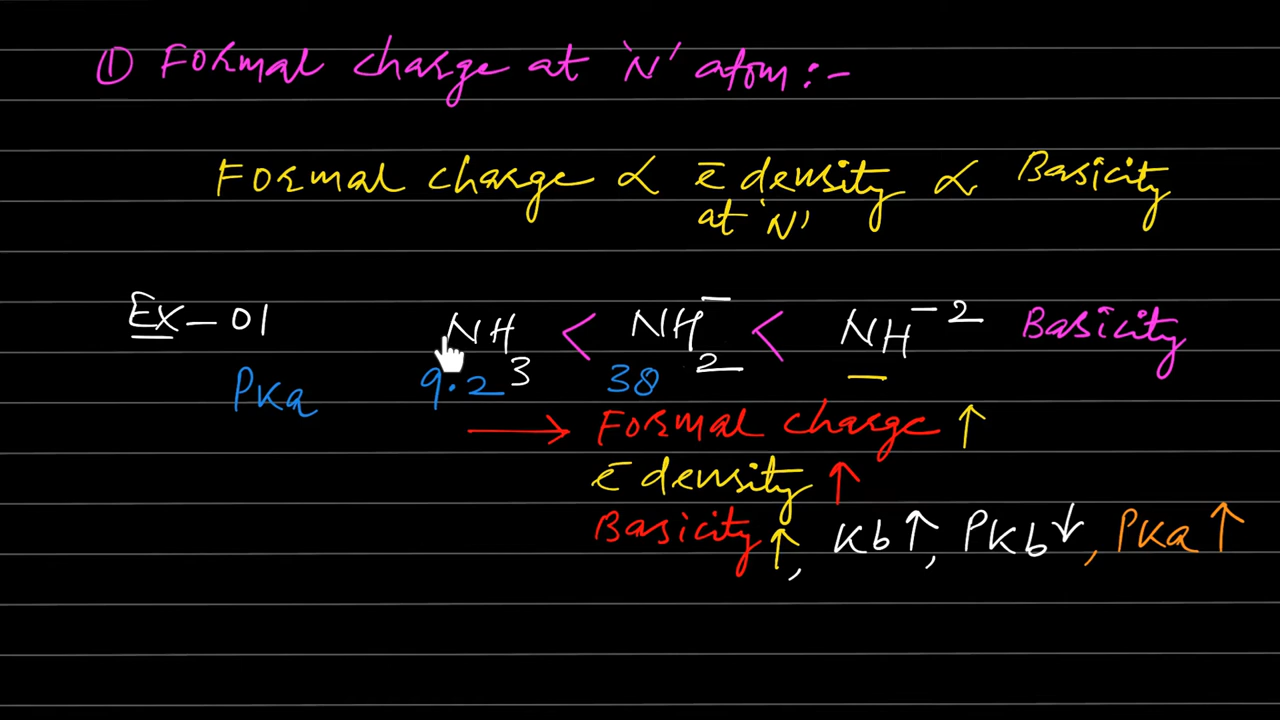 ① Formal charge at 'N' atom:-
Formal charge ∝ ē density ∝ Basicity
at 'N'
Ex-01 NH₃ < NH₂⁻ < NH⁻² Basicity
PKa 9.2 38
→ Formal charge ↑
ē density ↑
Basicity ↑, Kb ↑, PKb ↓, PKa ↑